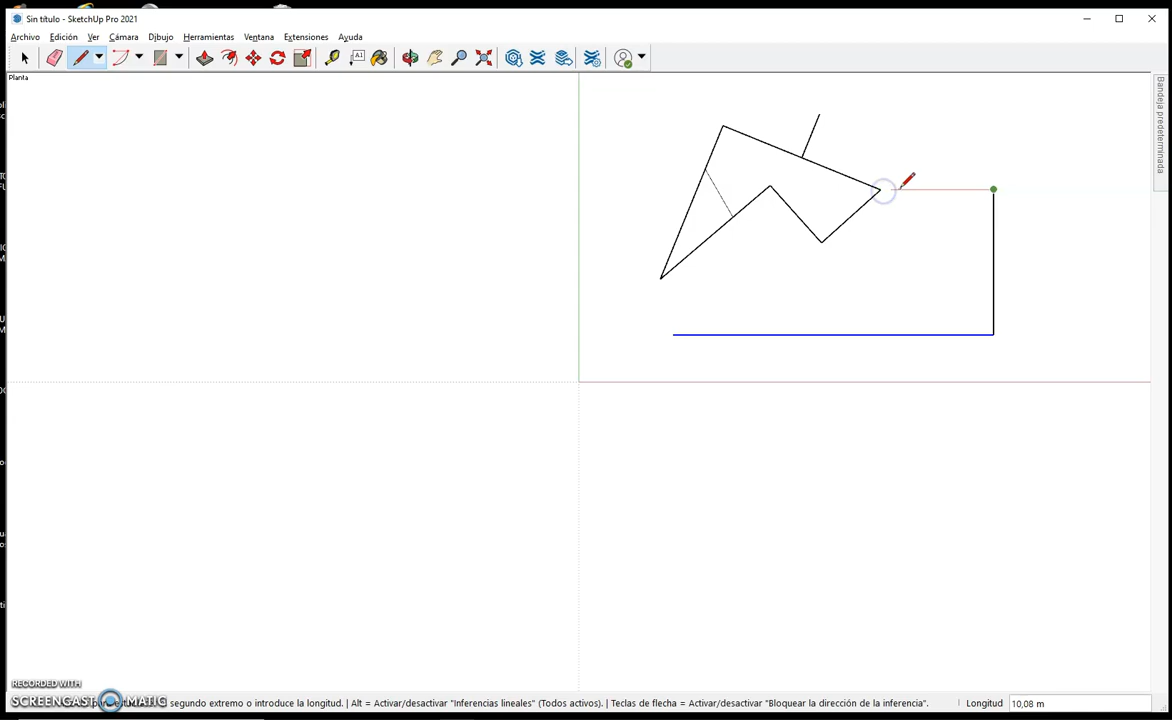 Sin título - SketchUp Pro 2021
Archivo Edición Ver Cámara Dibujo Herramientas Ventana Extensiones Ayuda
A1
Planta
Bandeja predeterminada
RECORDED WITH
SCREENCAST MATIC
segundo extremo o introduce la longitud. | Alt = Activar/desactivar "Inferencias lineales" (Todos activos). | Teclas de flecha = Activar/desactivar "Bloquear la dirección de la inferencia". Longitud 10,08 m